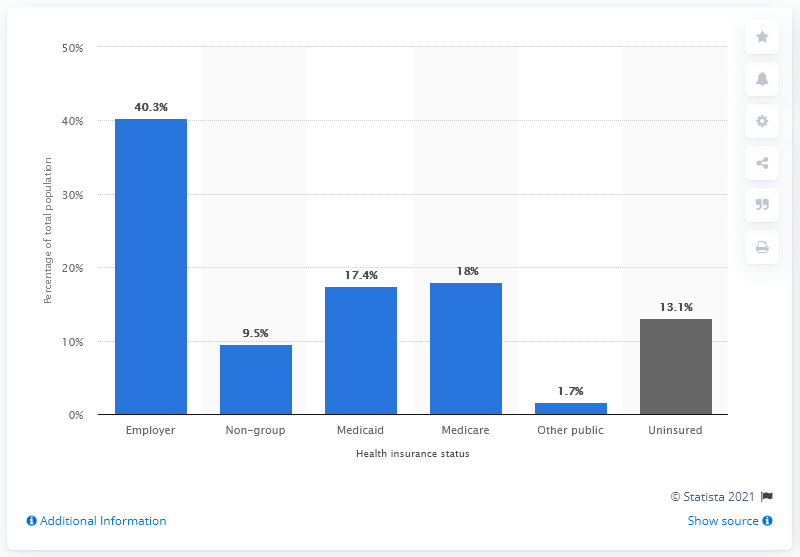 50%
40%
30%
20%
10%
0%
Percentage of total population
40.3%
9.5%
17.4%
18%
1.7%
13.1%
Employer
Non-group
Medicaid
Medicare
Other public
Uninsured
Health insurance status
© Statista 2021
Additional Information
Show source